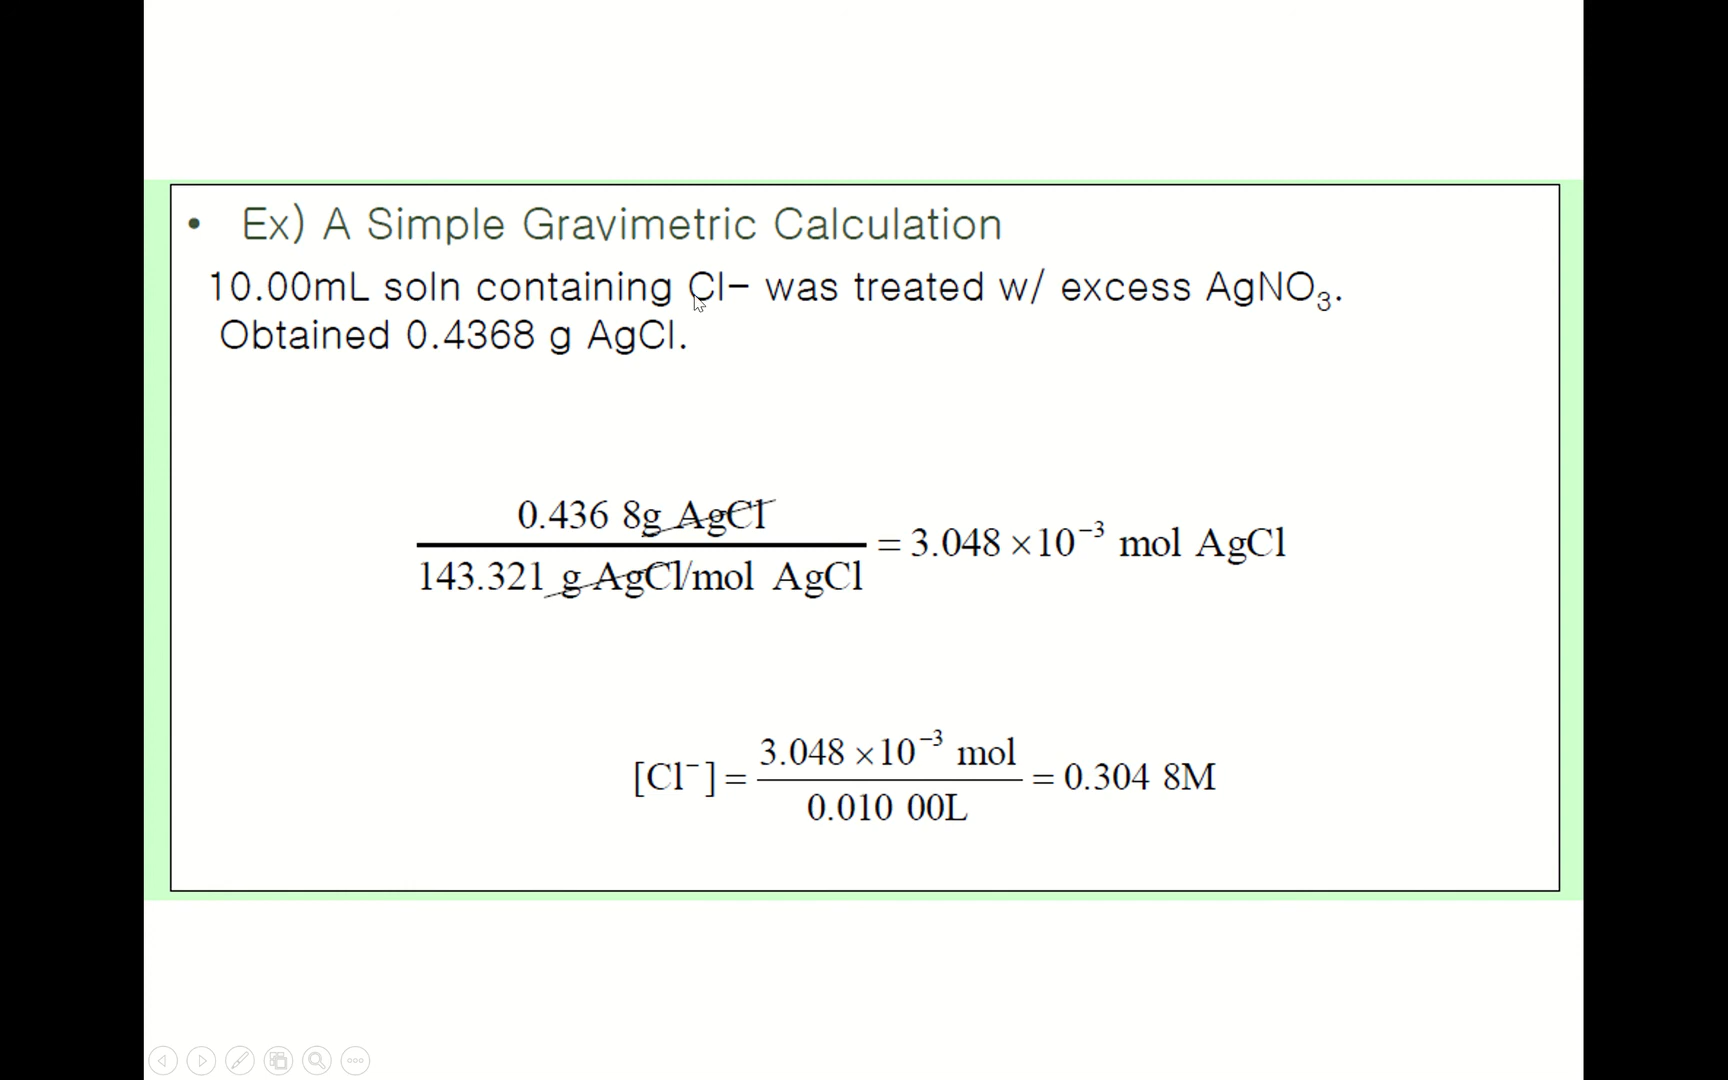 • Ex) A Simple Gravimetric Calculation
10.00mL soln containing Cl− was treated w/ excess AgNO₃.
Obtained 0.4368 g AgCl.
0.436 8g AgCl
143.321 g AgCl/mol AgCl
= 3.048 ×10⁻³ mol AgCl
[Cl⁻] = 3.048 ×10⁻³ mol
0.010 00L
= 0.304 8M